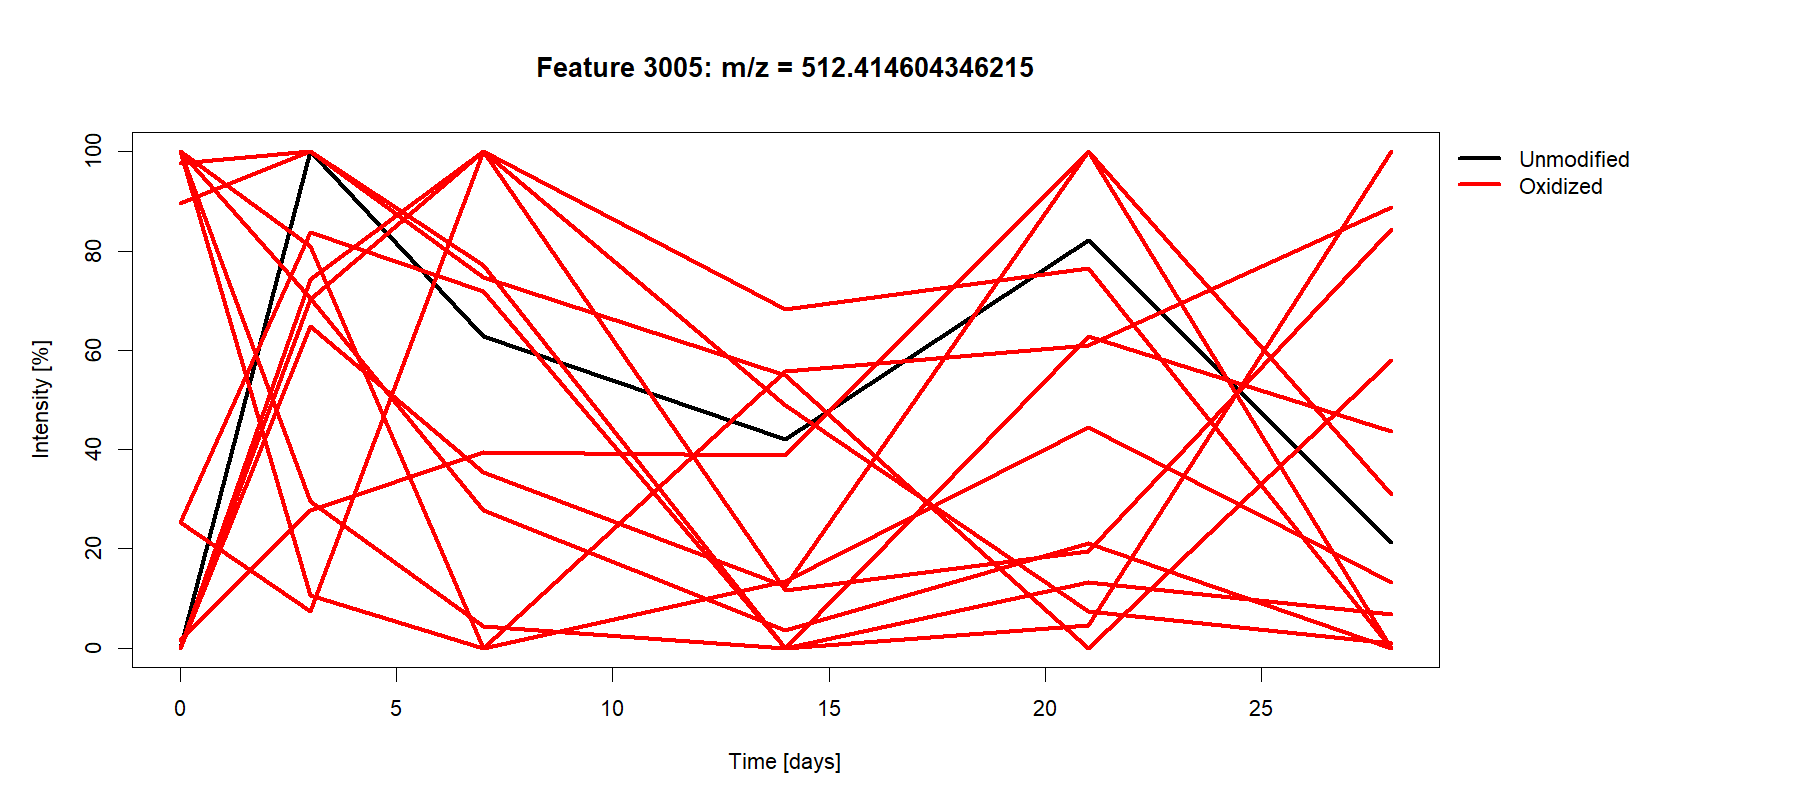 Feature 3005: m/z = 512.414604346215
Unmodified
Oxidized
Intensity [%]
100
80
60
40
20
0
0 5 10 15 20 25
Time [days]